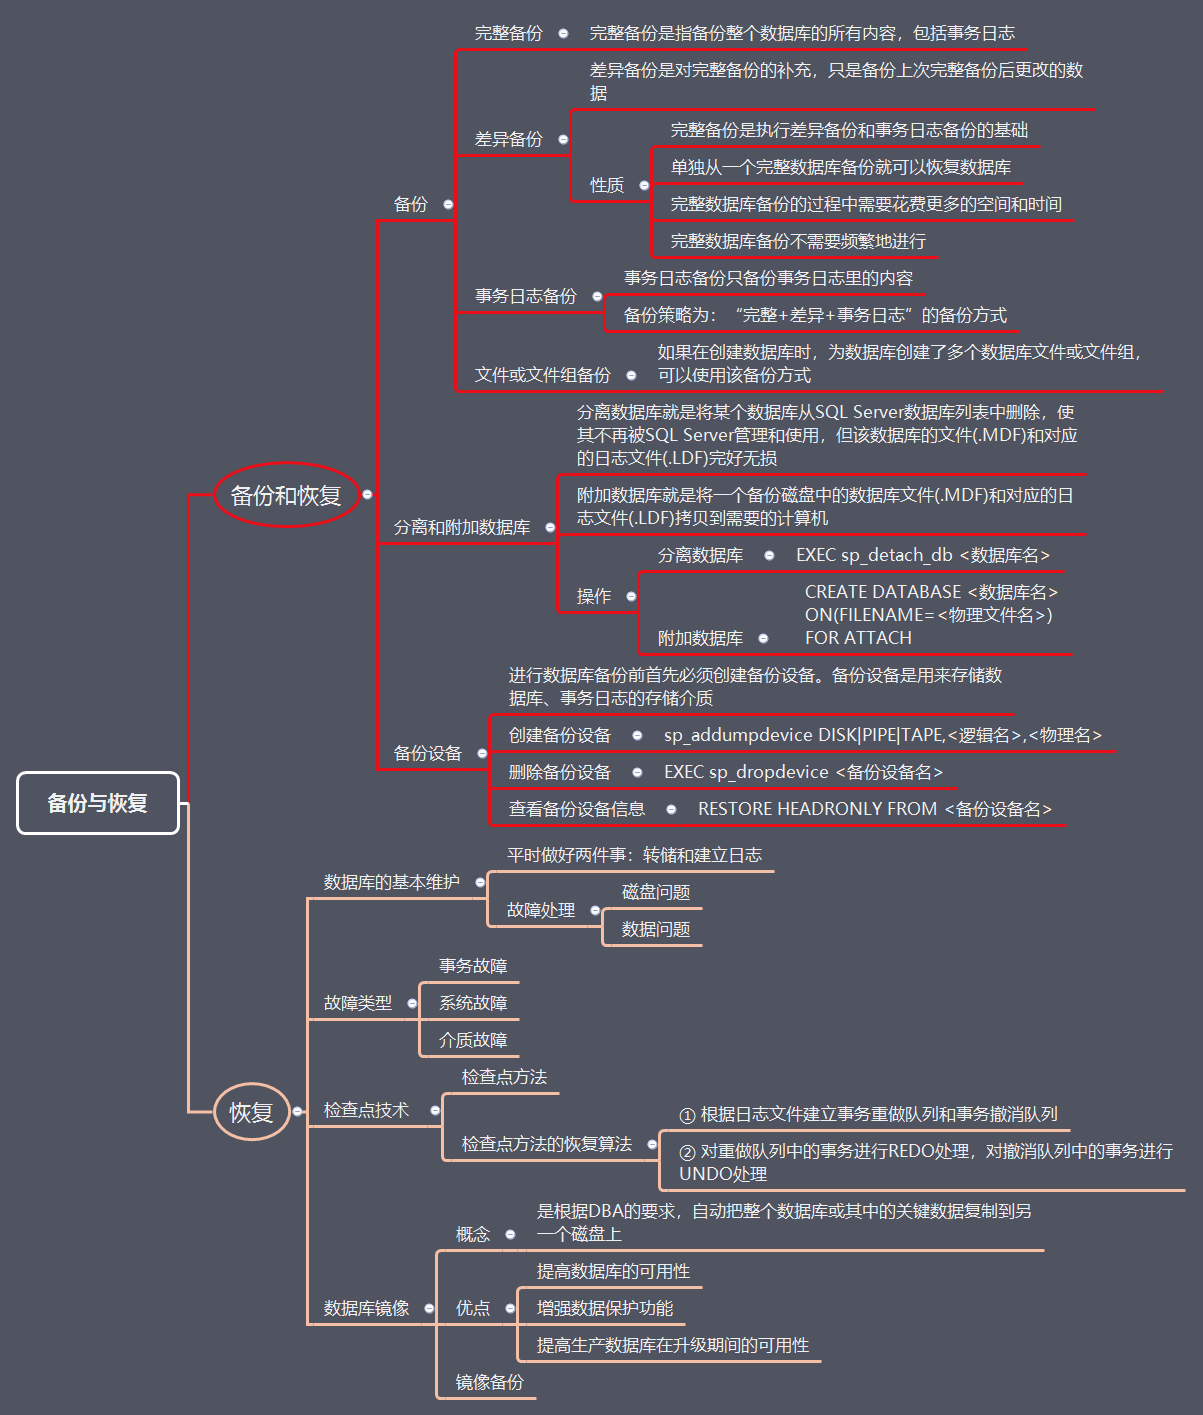 完整备份
完整备份是指备份整个数据库的所有内容，包括事务日志
差异备份是对完整备份的补充，只是备份上次完整备份后更改的数
据
差异备份
完整备份是执行差异备份和事务日志备份的基础
单独从一个完整数据库备份就可以恢复数据库
性质
完整数据库备份的过程中需要花费更多的空间和时间
备份
完整数据库备份不需要频繁地进行
事务日志备份只备份事务日志里的内容
事务日志备份
备份策略为：“完整+差异+事务日志”的备份方式
如果在创建数据库时，为数据库创建了多个数据库文件或文件组，
可以使用该备份方式
文件或文件组备份
分离数据库就是将某个数据库从SQL Server数据库列表中删除，使
其不再被SQL Server管理和使用，但该数据库的文件(.MDF)和对应
的日志文件(.LDF)完好无损
备份和恢复
附加数据库就是将一个备份磁盘中的数据库文件(.MDF)和对应的日
志文件(.LDF)拷贝到需要的计算机
分离和附加数据库
分离数据库
EXEC sp_detach_db <数据库名>
操作
CREATE DATABASE <数据库名>
ON(FILENAME=<物理文件名>)
FOR ATTACH
附加数据库
进行数据库备份前首先必须创建备份设备。备份设备是用来存储数
据库、事务日志的存储介质
创建备份设备
sp_addumpdevice DISK|PIPE|TAPE,<逻辑名>,<物理名>
备份设备
删除备份设备
EXEC sp_dropdevice <备份设备名>
查看备份设备信息
RESTORE HEADRONLY FROM <备份设备名>
备份与恢复
平时做好两件事：转储和建立日志
数据库的基本维护
磁盘问题
故障处理
数据问题
事务故障
故障类型
系统故障
介质故障
检查点方法
检查点技术
① 根据日志文件建立事务重做队列和事务撤消队列
恢复
检查点方法的恢复算法
② 对重做队列中的事务进行REDO处理，对撤消队列中的事务进行
UNDO处理
是根据DBA的要求，自动把整个数据库或其中的关键数据复制到另
一个磁盘上
概念
提高数据库的可用性
数据库镜像
优点
增强数据保护功能
提高生产数据库在升级期间的可用性
镜像备份